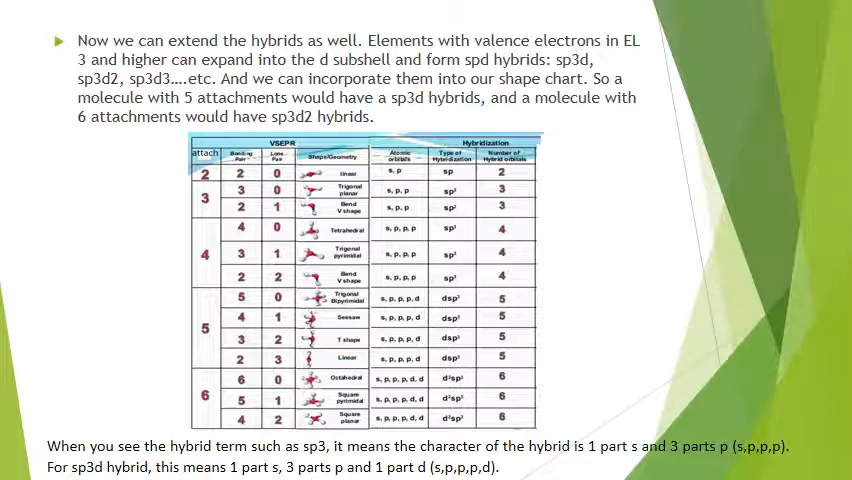 Now we can extend the hybrids as well. Elements with valence electrons in EL
3 and higher can expand into the d subshell and form spd hybrids: sp3d,
sp3d2, sp3d3....etc. And we can incorporate them into our shape chart. So a
molecule with 5 attachments would have a sp3d hybrids, and a molecule with
6 attachments would have sp3d2 hybrids.
VSEPR Hybridization
attach Bonding Pair Lone Pair Shape/Geometry Atomic orbitals Type of Hybridization Number of Hybrid orbitals
2 2 0 linear s, p sp 2
3 3 0 Trigonal planar s, p, p sp² 3
2 1 Bend V shape s, p, p sp² 3
4 4 0 Tetrahedral s, p, p, p sp³ 4
3 1 Trigonal pyrimidal s, p, p, p sp³ 4
2 2 Bend V shape s, p, p, p sp³ 4
5 5 0 Trigonal Bipyrimidal s, p, p, p, d dsp³ 5
4 1 Seesaw s, p, p, p, d dsp³ 5
3 2 T shape s, p, p, p, d dsp³ 5
2 3 Linear s, p, p, p, d dsp³ 5
6 6 0 Octahedral s, p, p, p, d, d d²sp³ 6
5 1 Square pyrimidal s, p, p, p, d, d d²sp³ 6
4 2 Square planar s, p, p, p, d, d d²sp³ 6
When you see the hybrid term such as sp3, it means the character of the hybrid is 1 part s and 3 parts p (s,p,p,p).
For sp3d hybrid, this means 1 part s, 3 parts p and 1 part d (s,p,p,p,d).